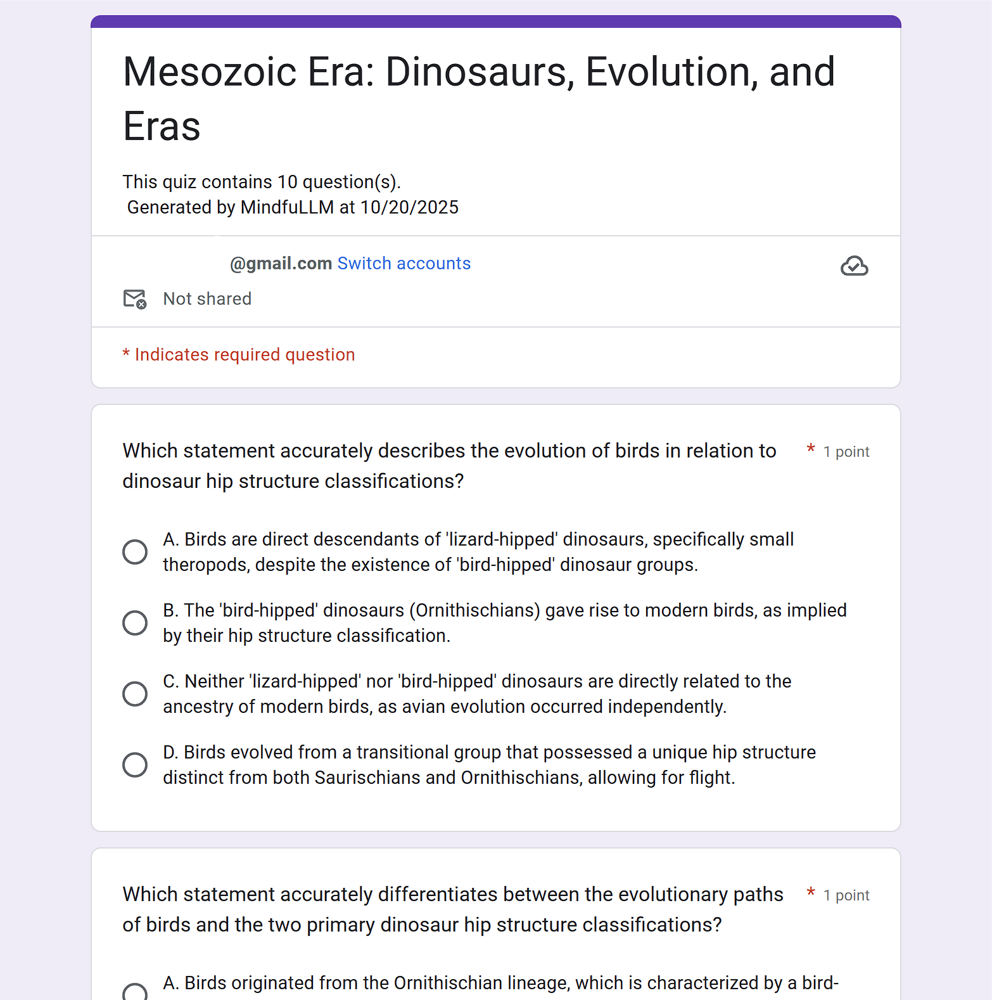 Mesozoic Era: Dinosaurs, Evolution, and
Eras
This quiz contains 10 question(s).
Generated by MindfuLLM at 10/20/2025
@gmail.com Switch accounts
Not shared
* Indicates required question
Which statement accurately describes the evolution of birds in relation to * 1 point
dinosaur hip structure classifications?
A. Birds are direct descendants of 'lizard-hipped' dinosaurs, specifically small
theropods, despite the existence of 'bird-hipped' dinosaur groups.
B. The 'bird-hipped' dinosaurs (Ornithischians) gave rise to modern birds, as implied
by their hip structure classification.
C. Neither 'lizard-hipped' nor 'bird-hipped' dinosaurs are directly related to the
ancestry of modern birds, as avian evolution occurred independently.
D. Birds evolved from a transitional group that possessed a unique hip structure
distinct from both Saurischians and Ornithischians, allowing for flight.
Which statement accurately differentiates between the evolutionary paths * 1 point
of birds and the two primary dinosaur hip structure classifications?
A. Birds originated from the Ornithischian lineage, which is characterized by a bird-